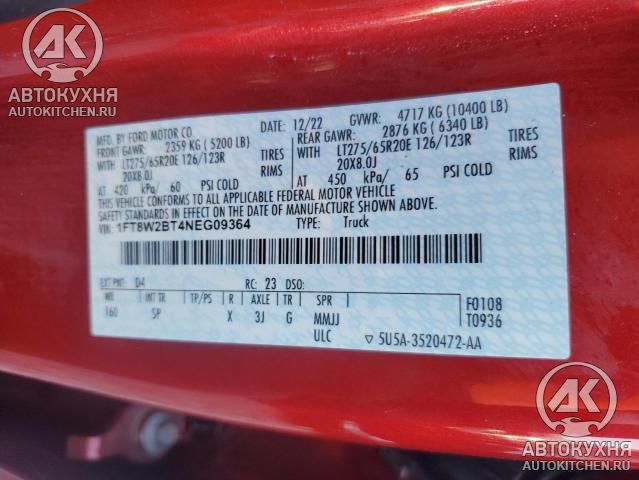 AK
АВТОКУХНЯ
AUTOKITCHEN.RU
MFD. BY FORD MOTOR CO.
DATE: 12/22 GVWR: 4717 KG (10400 LB)
FRONT GAWR: 2359 KG (5200 LB) REAR GAWR: 2876 KG (6340 LB)
WITH LT275/65R20E 126/123R TIRES WITH LT275/65R20E 126/123R TIRES
20X8.0J RIMS 20X8.0J RIMS
AT 420 kPa/ 60 PSI COLD AT 450 kPa/ 65 PSI COLD
THIS VEHICLE CONFORMS TO ALL APPLICABLE FEDERAL MOTOR VEHICLE
SAFETY STANDARDS IN EFFECT ON THE DATE OF MANUFACTURE SHOWN ABOVE
VIN: 1FT8W2BT4NEG09364 TYPE: Truck
EXT PNT: D4 RC: 23 DSO:
WB INT TR TP/PS R AXLE TR SPR F0108
160 SP X 3J G MMJJ T0936
ULC ▽ 5U5A-3520472-AA
AK
АВТОКУХНЯ
AUTOKITCHEN.RU